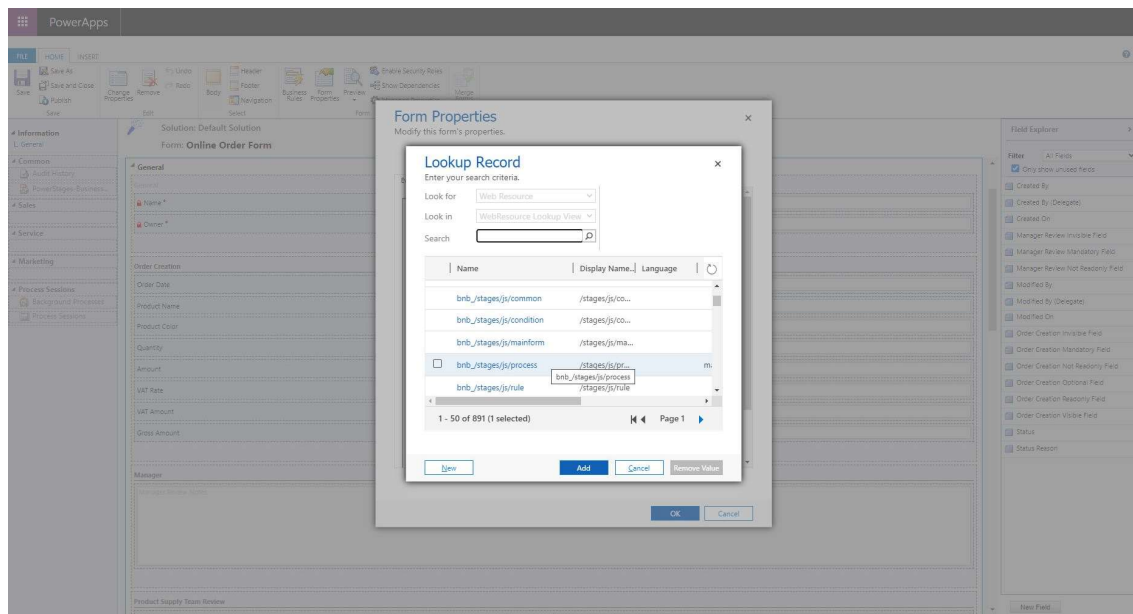 PowerApps
FILE HOME INSERT
Save
Save As
Save and Close
Publish
Save
Change Properties
Remove
Undo
Redo
Edit
Body
Header
Footer
Navigation
Select
Business Rules
Form Properties
Preview
Enable Security Roles
Show Dependencies
Form
Merge
Information
General
Common
Audit History
PowerStages Business...
Sales
Service
Marketing
Process Sessions
Background Processes
Process Sessions
Solution: Default Solution
Form: Online Order Form
General
General
Name *
Owner *
Order Creation
Order Date
Product Name
Product Color
Quantity
Amount
VAT Rate
VAT Amount
Gross Amount
Manager
Product Supply Team Review
Form Properties
Modify this form's properties.
Lookup Record
Enter your search criteria.
Look for Web Resource
Look in WebResource Lookup View
Search
Name Display Name... Language
bnb_/stages/js/common /stages/js/co...
bnb_/stages/js/condition /stages/js/co...
bnb_/stages/js/mainform /stages/js/ma...
bnb_/stages/js/process /stages/js/pr... m
bnb_/stages/js/process
bnb_/stages/js/rule /stages/js/rule
1 - 50 of 891 (1 selected) Page 1
New Add Cancel Remove Value
OK Cancel
Field Explorer
Filter All Fields
Only show unused fields
Created By
Created By (Delegate)
Created On
Manager Review Invisible Field
Manager Review Mandatory Field
Manager Review Not Readonly Field
Modified By
Modified By (Delegate)
Modified On
Order Creation Invisible Field
Order Creation Mandatory Field
Order Creation Not Readonly Field
Order Creation Optional Field
Order Creation Readonly Field
Order Creation Visible Field
Status
Status Reason
New Field